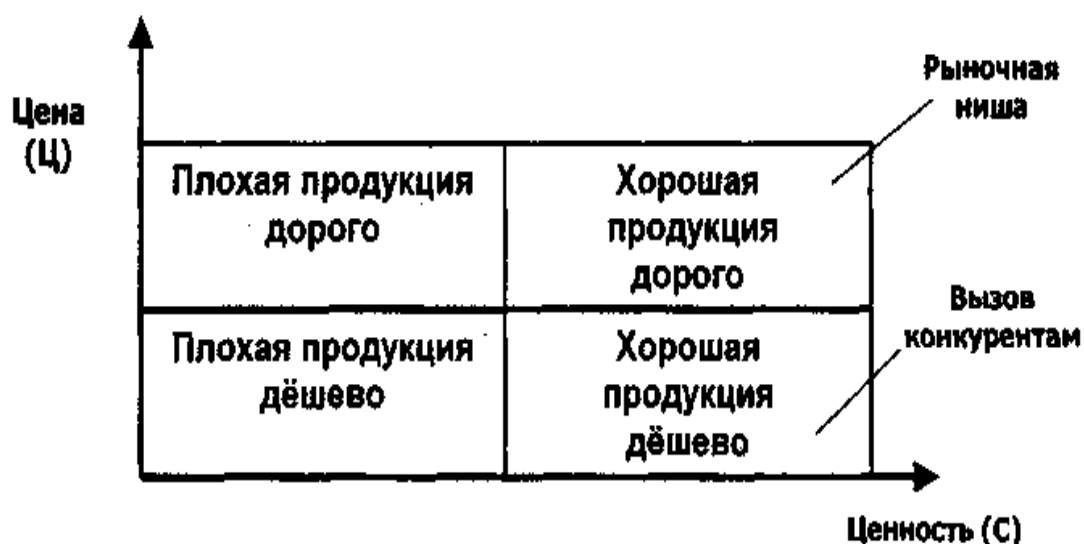 Цена
(Ц)
Рыночная
ниша
Плохая продукция
дорого
Хорошая
продукция
дорого
Вызов
конкурентам
Плохая продукция
дёшево
Хорошая
продукция
дёшево
Ценность (С)